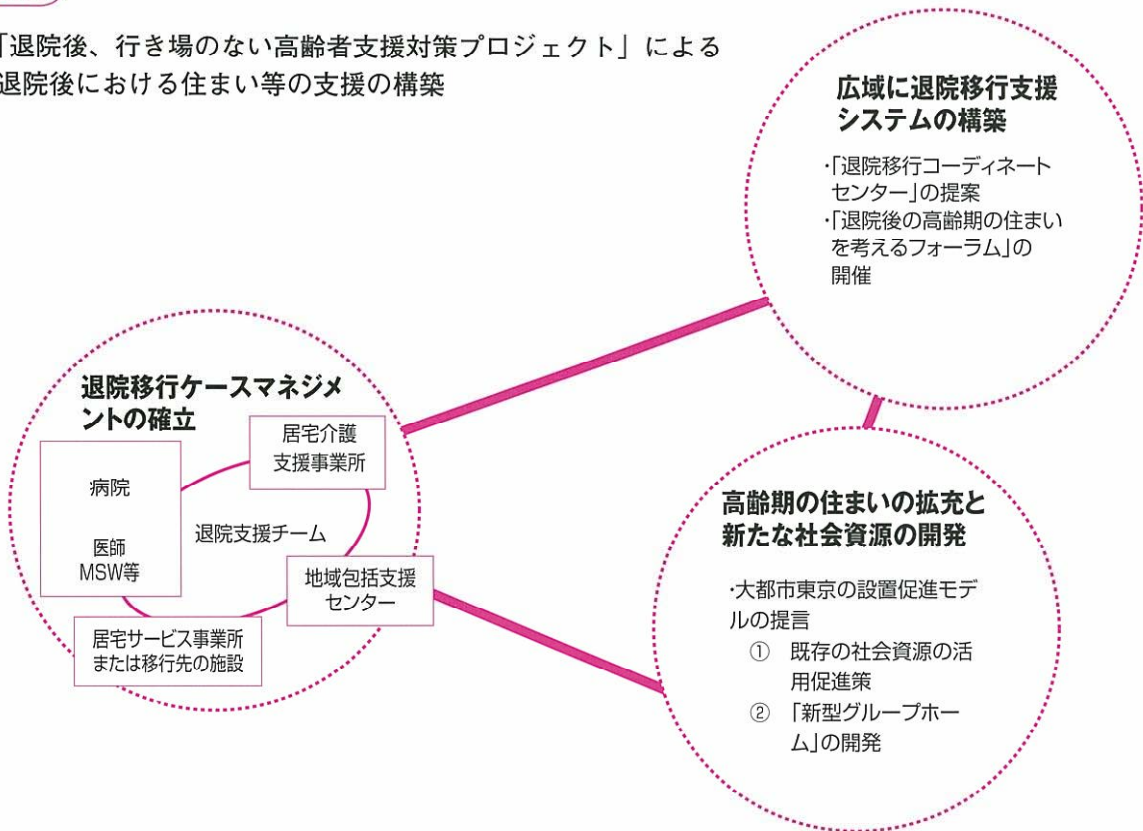 「退院後、行き場のない高齢者支援対策プロジェクト」による
退院後における住まい等の支援の構築
広域に退院移行支援
システムの構築
・「退院移行コーディネート
センター」の提案
・「退院後の高齢期の住まい
を考えるフォーラム」の
開催
退院移行ケースマネジメ
ントの確立
居宅介護
支援事業所
病院
医師
MSW等
退院支援チーム
地域包括支援
センター
居宅サービス事業所
または移行先の施設
高齢期の住まいの拡充と
新たな社会資源の開発
・大都市東京の設置促進モデ
ルの提言
① 既存の社会資源の活
用促進策
② 「新型グループホー
ム」の開発